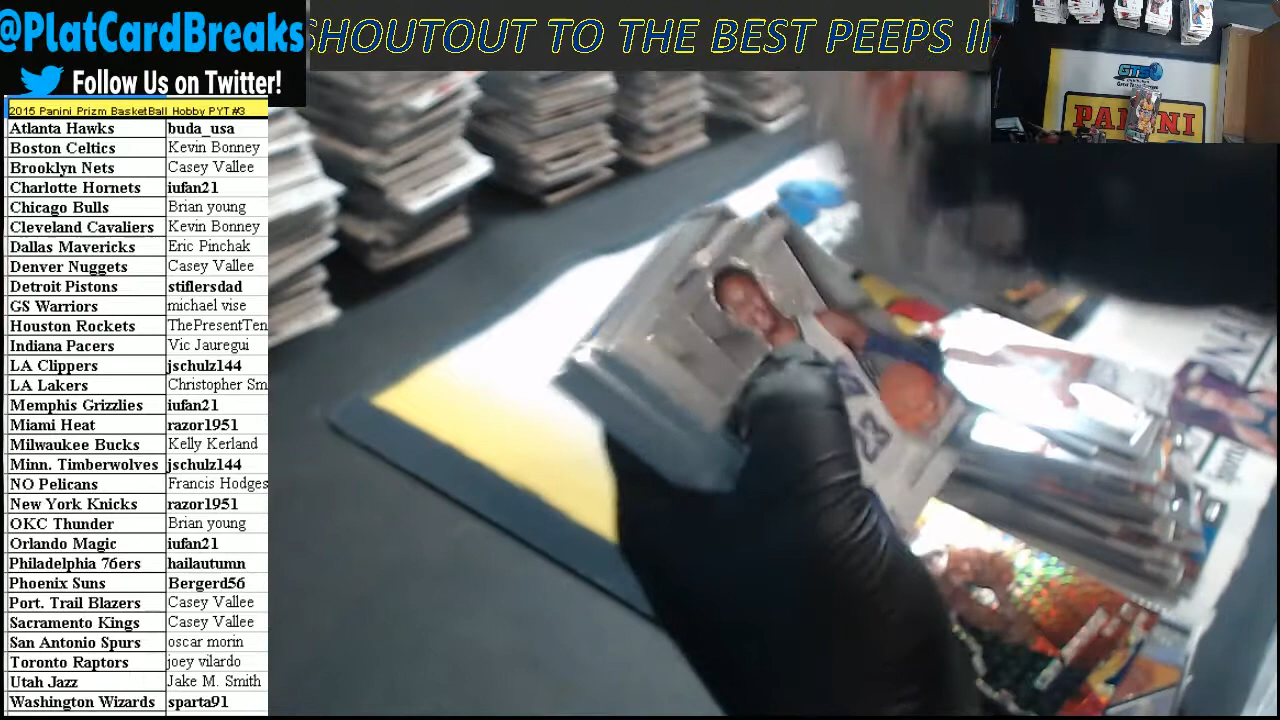 @PlatCardBreaks
Follow Us on Twitter!
SHOUTOUT TO THE BEST PEEPS I
2015 Panini Prizm BasketBall Hobby PYT #3
Atlanta Hawks buda_usa
Boston Celtics Kevin Bonney
Brooklyn Nets Casey Vallee
Charlotte Hornets iufan21
Chicago Bulls Brian young
Cleveland Cavaliers Kevin Bonney
Dallas Mavericks Eric Pinchak
Denver Nuggets Casey Vallee
Detroit Pistons stiflersdad
GS Warriors michael vise
Houston Rockets ThePresentTen
Indiana Pacers Vic Jauregui
LA Clippers jschulz144
LA Lakers Christopher Sm
Memphis Grizzlies iufan21
Miami Heat razor1951
Milwaukee Bucks Kelly Kerland
Minn. Timberwolves jschulz144
NO Pelicans Francis Hodges
New York Knicks razor1951
OKC Thunder Brian young
Orlando Magic iufan21
Philadelphia 76ers hailautumn
Phoenix Suns Bergerd56
Port. Trail Blazers Casey Vallee
Sacramento Kings Casey Vallee
San Antonio Spurs oscar morin
Toronto Raptors joey vilardo
Utah Jazz Jake M. Smith
Washington Wizards sparta91
GTS
PANINI
23